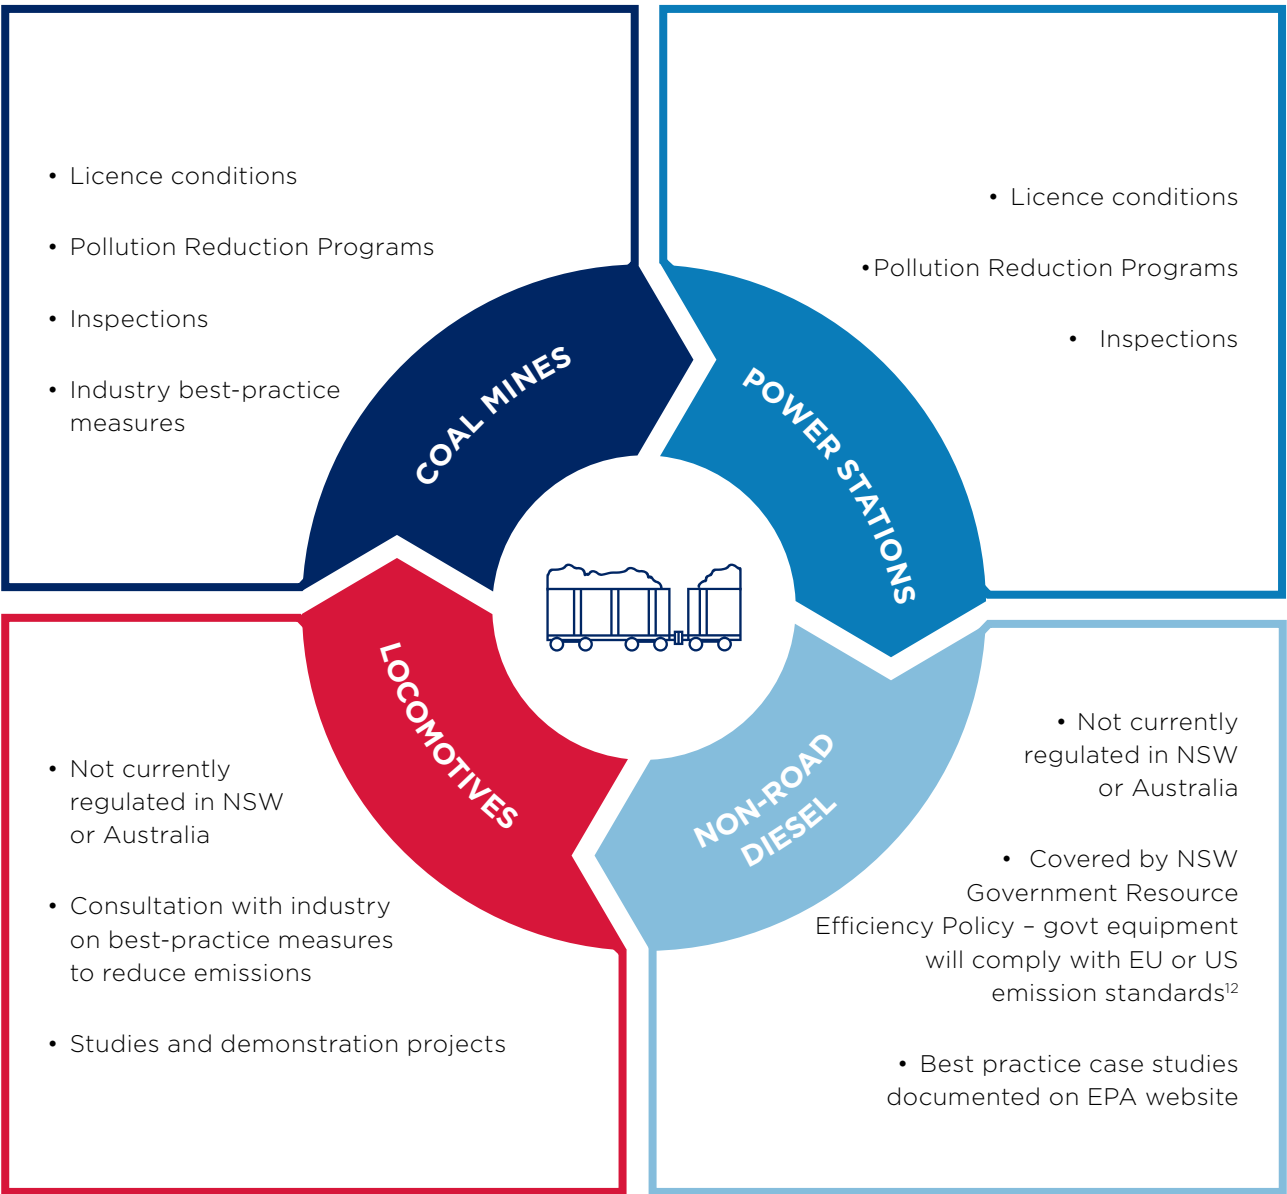 • Licence conditions
• Pollution Reduction Programs
• Inspections
• Industry best-practice
measures
COAL MINES
• Licence conditions
•Pollution Reduction Programs
• Inspections
POWER STATIONS
LOCOMOTIVES
• Not currently
regulated in NSW
or Australia
• Consultation with industry
on best-practice measures
to reduce emissions
• Studies and demonstration projects
NON-ROAD
DIESEL
• Not currently
regulated in NSW
or Australia
• Covered by NSW
Government Resource
Efficiency Policy – govt equipment
will comply with EU or US
emission standards¹²
• Best practice case studies
documented on EPA website